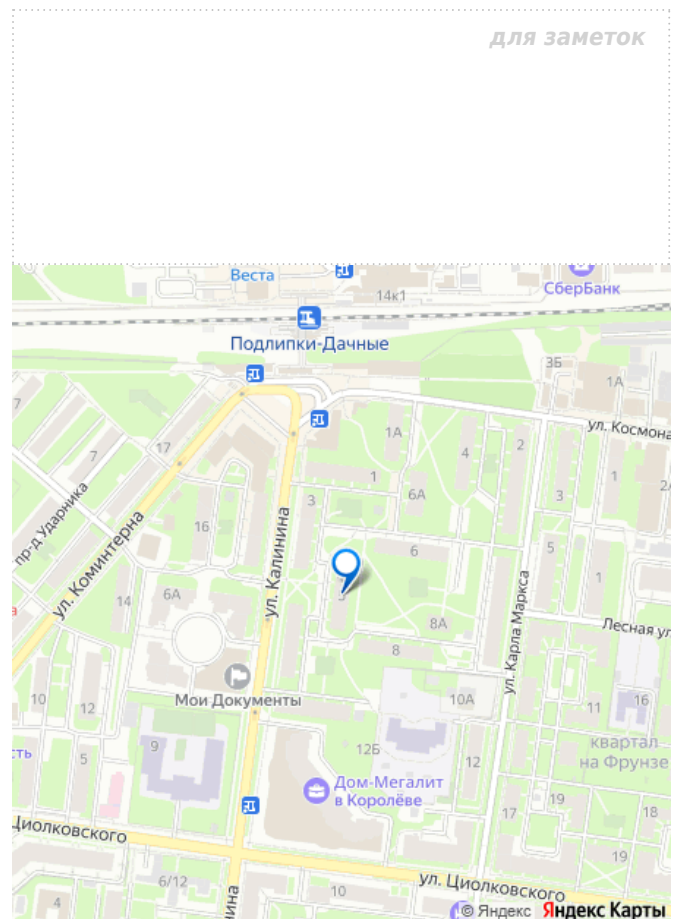 для заметок
Веста
14к1
СберБанк
Подлипки-Дачные
3Б
1А
7
1А
ул. Космона
17
7
4
2
1
1
6А
2
3
3
пр-д Ударника
16
ул. Коминтерна
ул. Калинина
6
5
1
6А
14
ул. Карла Маркса
8А
Лесная ул
8
Мои Документы
10
12
10А
11
16
9
12Б
квартал
на Фрунзе
сть
5
12
Дом-Мегалит
в Королёве
17
19
18
Циолковского
19
6/12
10
ул. Циолковского
4
нина
© Яндекс Яндекс Карты